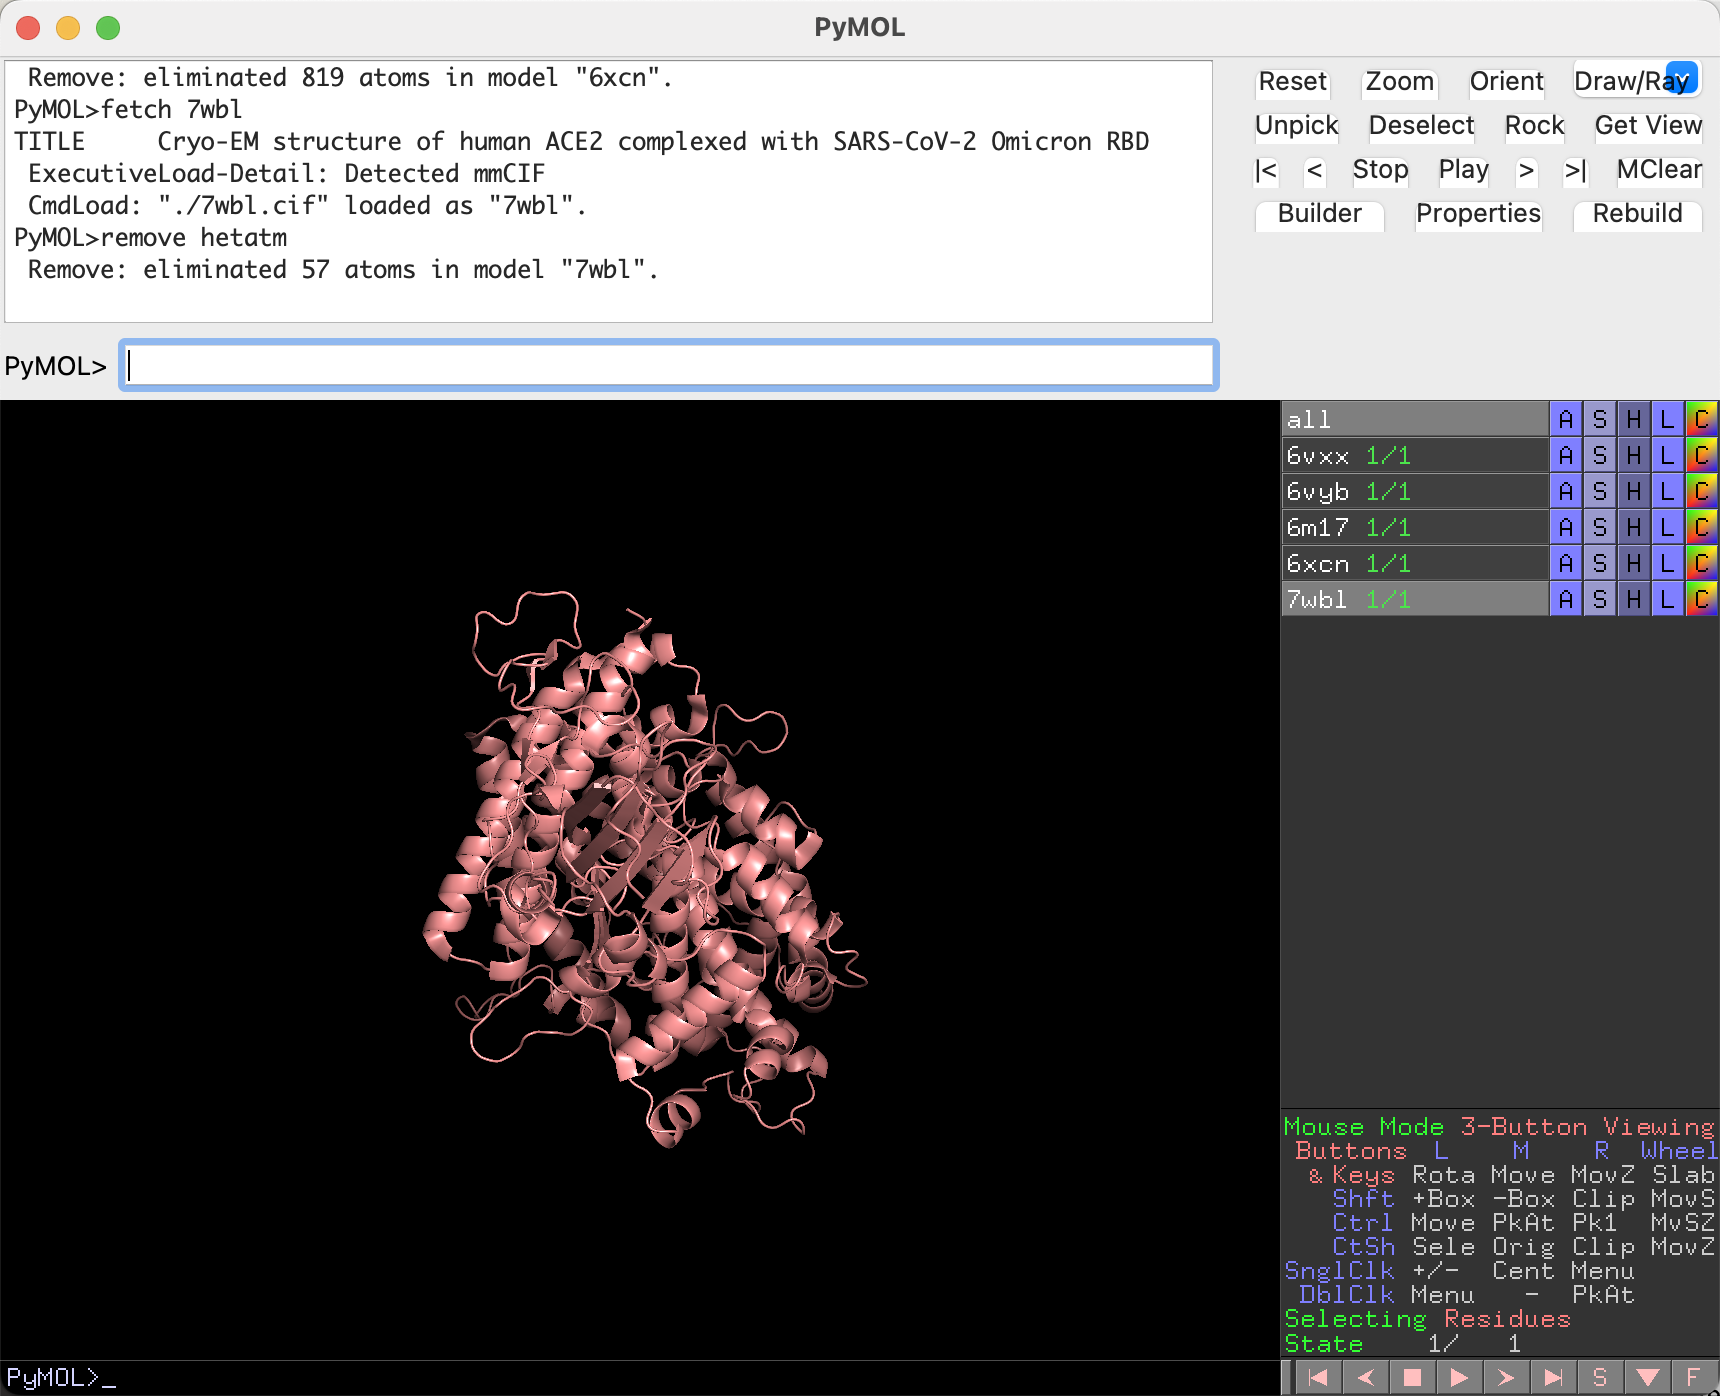 PyMOL
Remove: eliminated 819 atoms in model "6xcn".
PyMOL>fetch 7wbl
TITLE     Cryo-EM structure of human ACE2 complexed with SARS-CoV-2 Omicron RBD
ExecutiveLoad-Detail: Detected mmCIF
CmdLoad: "./7wbl.cif" loaded as "7wbl".
PyMOL>remove hetatm
Remove: eliminated 57 atoms in model "7wbl".
Reset Zoom Orient Draw/Ray
Unpick Deselect Rock Get View
|< < Stop Play > >| MClear
Builder Properties Rebuild
PyMOL>
all A S H L C
6vxx 1/1 A S H L C
6vyb 1/1 A S H L C
6m17 1/1 A S H L C
6xcn 1/1 A S H L C
7wbl 1/1 A S H L C
Mouse Mode 3-Button Viewing
Buttons L M R Wheel
& Keys Rota Move MovZ Slab
Shft +Box -Box Clip MovS
Ctrl Move PkAt Pk1 MvSZ
CtSh Sele Orig Clip MovZ
SnglClk +/- Cent Menu
DblClk Menu - PkAt
Selecting Residues
State 1/ 1
PyMOL>_
S F